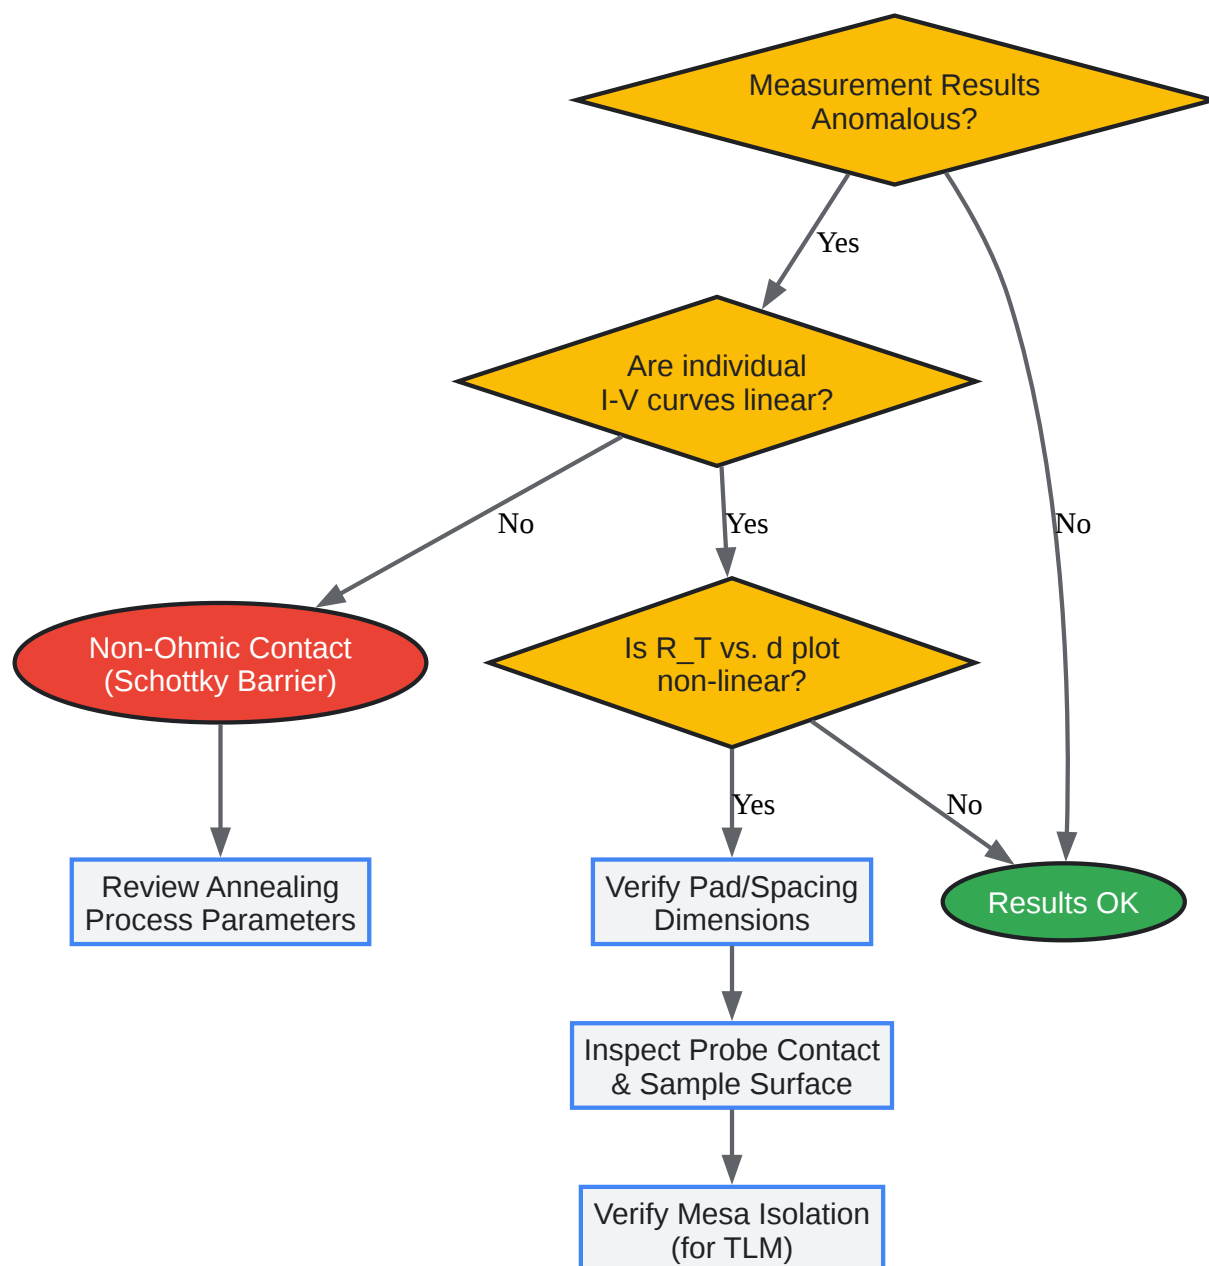 Measurement Results
Anomalous?
Yes
Are individual
I-V curves linear?
No
Yes
No
Non-Ohmic Contact
(Schottky Barrier)
Is R_T vs. d plot
non-linear?
Yes
No
Review Annealing
Process Parameters
Verify Pad/Spacing
Dimensions
Results OK
Inspect Probe Contact
& Sample Surface
Verify Mesa Isolation
(for TLM)